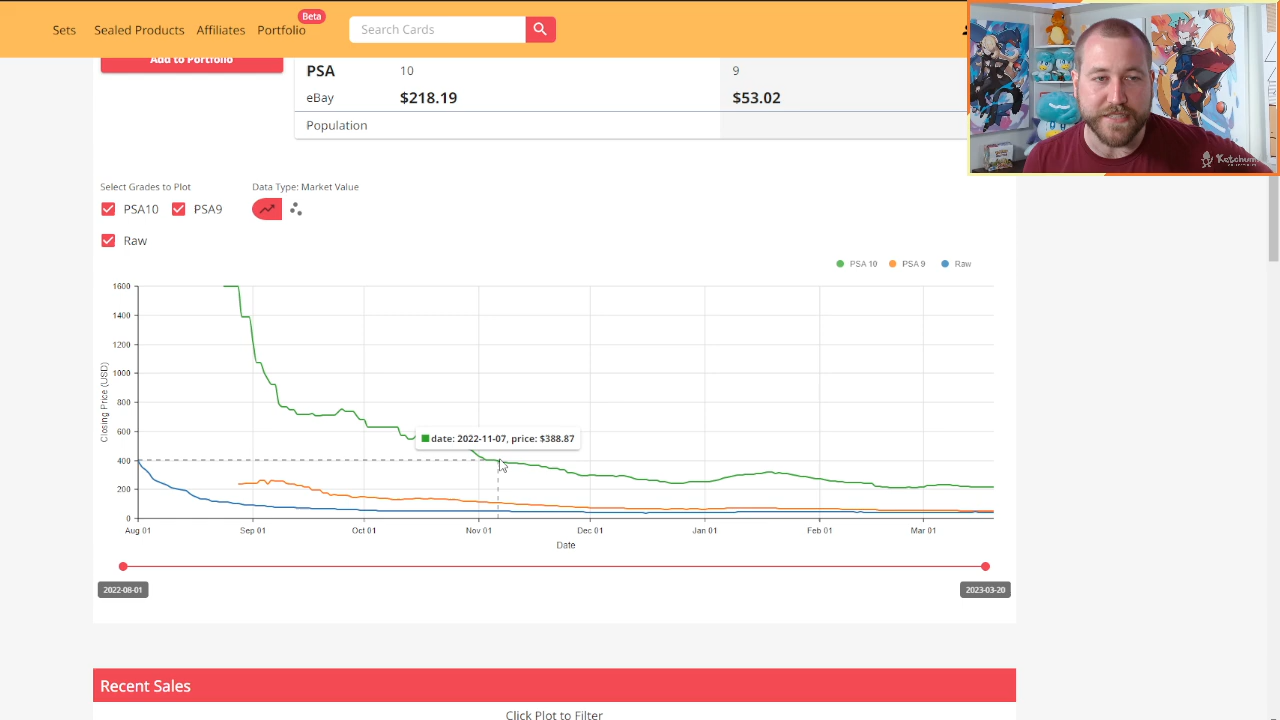 Sets Sealed Products Affiliates Portfolio Beta Search Cards
Add to Portfolio
PSA 10 9
eBay $218.19 $53.02
Population
Select Grades to Plot Data Type: Market Value
PSA10 PSA9
Raw
PSA 10 PSA 9 Raw
1600
1400
1200
1000
800
600
400
200
0
Closing Price (USD)
date: 2022-11-07, price: $388.87
Aug 01 Sep 01 Oct 01 Nov 01 Dec 01 Jan 01 Feb 01 Mar 01
Date
2022-08-01 2023-03-20
Recent Sales
Click Plot to Filter
Ketchum